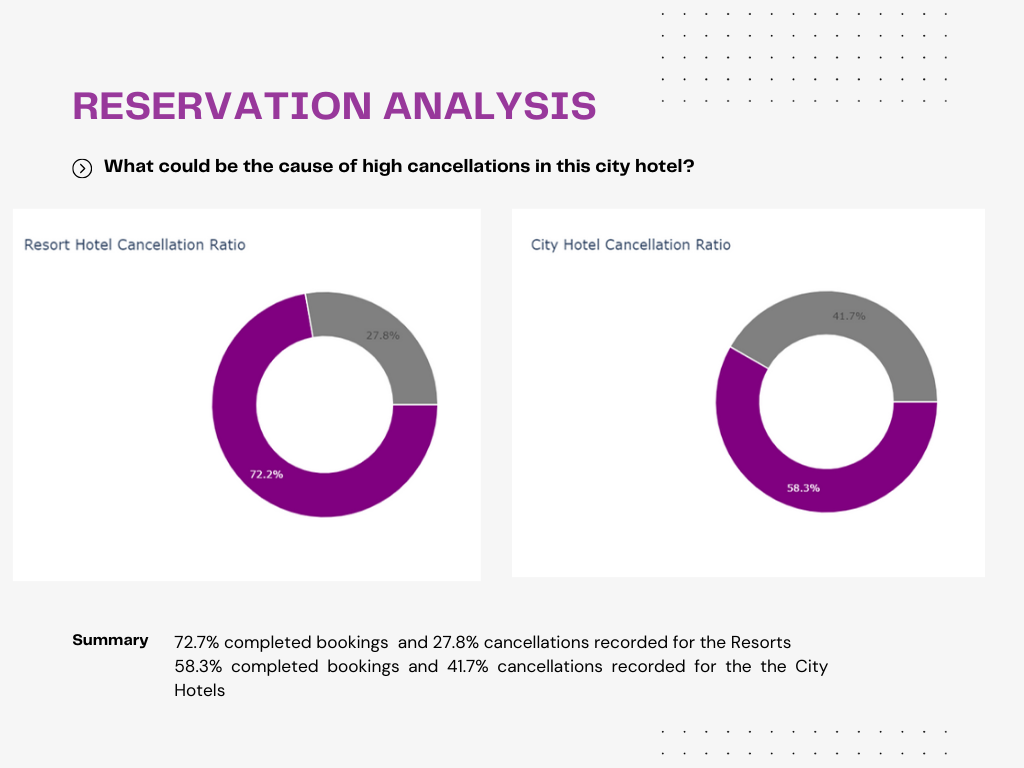 RESERVATION ANALYSIS
What could be the cause of high cancellations in this city hotel?
Resort Hotel Cancellation Ratio
27.8%
72.2%
City Hotel Cancellation Ratio
41.7%
58.3%
Summary
72.7% completed bookings and 27.8% cancellations recorded for the Resorts
58.3% completed bookings and 41.7% cancellations recorded for the the City
Hotels